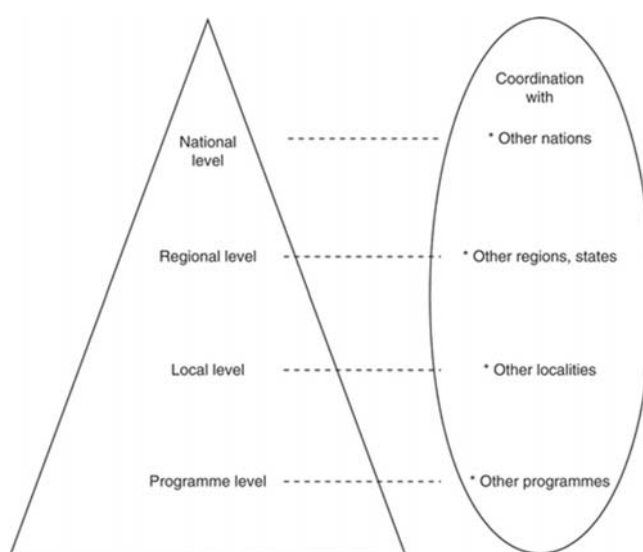 Coordination
with
National
level
* Other nations
Regional level
* Other regions, states
Local level
* Other localities
Programme level
* Other programmes